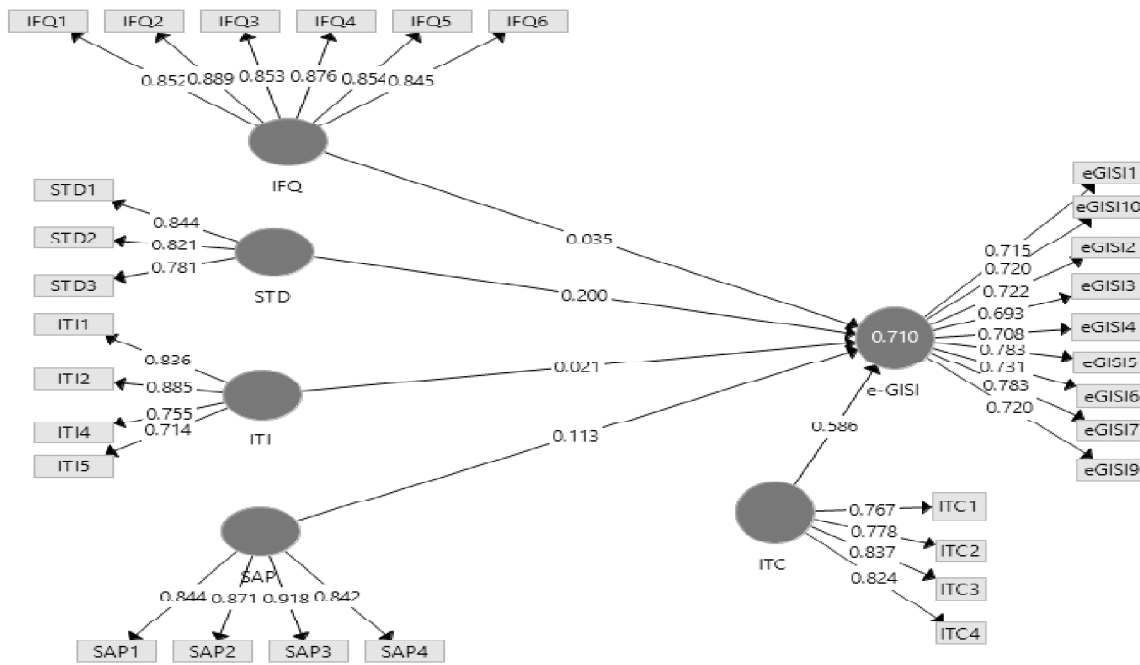 IFQ1 IFQ2 IFQ3 IFQ4 IFQ5 IFQ6
0.852 0.889 0.853 0.876 0.854 0.845
IFQ
STD1
STD2
STD3
0.844
0.821
0.781
STD
ITI1
ITI2
ITI4
ITI5
0.836
0.885
0.755
0.714
ITI
SAP
0.844 0.871 0.918 0.842
SAP1 SAP2 SAP3 SAP4
0.035
0.200
0.021
0.113
0.586
0.710
e-GISI
0.715
0.720
0.722
0.693
0.708
0.783
0.731
0.783
0.720
eGISI1
eGISI10
eGISI2
eGISI3
eGISI4
eGISI5
eGISI6
eGISI7
eGISI9
ITC
0.767
0.778
0.837
0.824
ITC1
ITC2
ITC3
ITC4